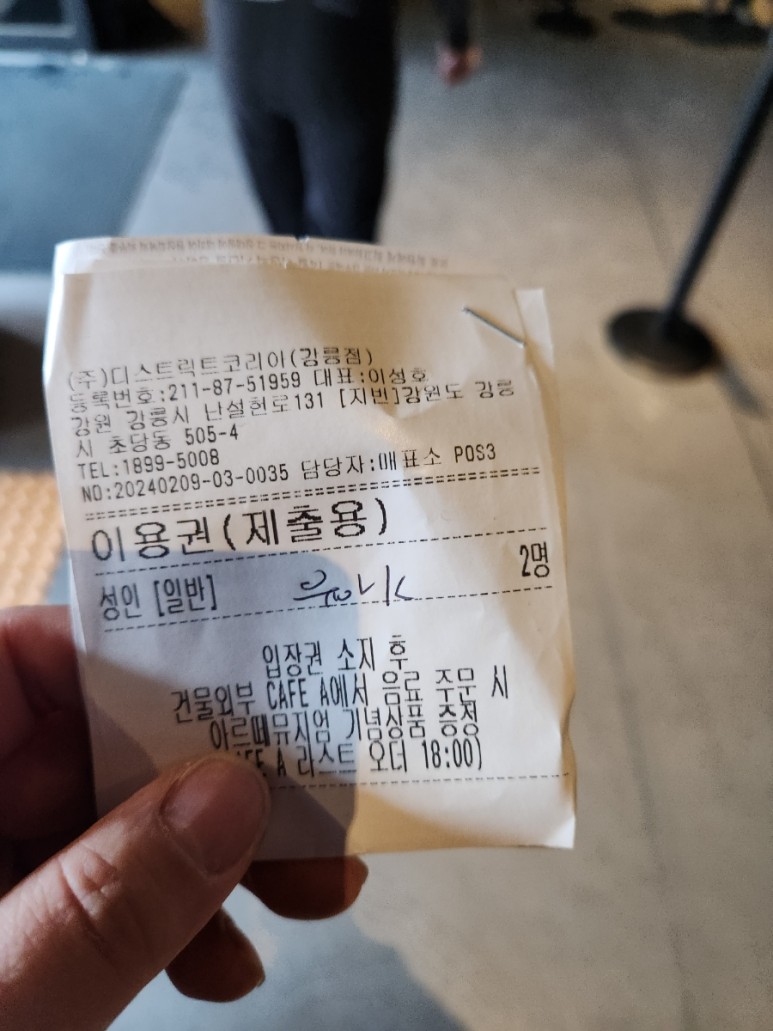 (주)디스트릭트코리아(강릉점)
등록번호:211-87-51959 대표:이성호
강원 강릉시 난설헌로131 [지번]강원도 강릉
시 초당동 505-4
TEL:1899-5008
NO:20240209-03-0035 담당자:매표소 POS3
이용권(제출용)
성인 [일반] 2명
입장권 소지 후
건물외부 CAFE A에서 음료 주문 시
아르떼뮤지엄 기념상품 증정
A 라스트 오더 18:00)